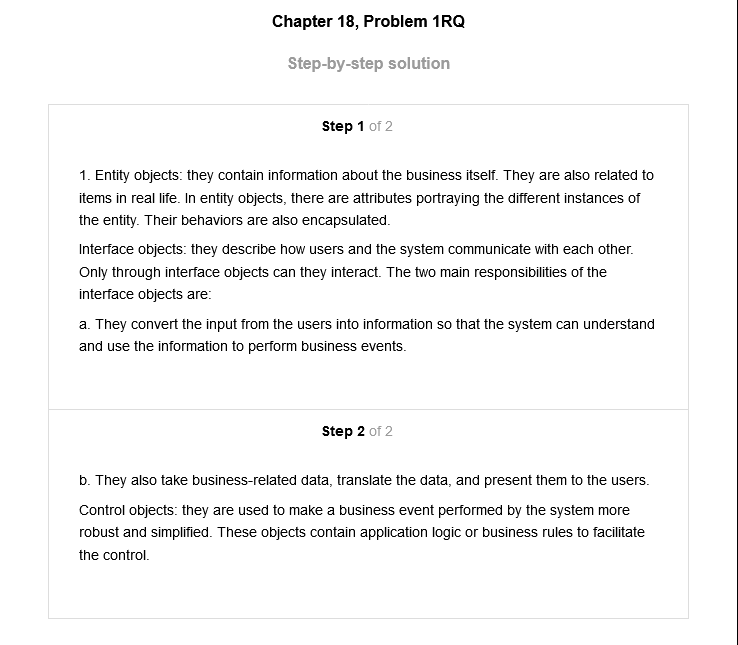 Chapter 18, Problem 1RQ
Step-by-step solution
Step 1 of 2
1. Entity objects: they contain information about the business itself. They are also related to
items in real life. In entity objects, there are attributes portraying the different instances of
the entity. Their behaviors are also encapsulated.
Interface objects: they describe how users and the system communicate with each other.
Only through interface objects can they interact. The two main responsibilities of the
interface objects are:
a. They convert the input from the users into information so that the system can understand
and use the information to perform business events.
Step 2 of 2
b. They also take business-related data, translate the data, and present them to the users.
Control objects: they are used to make a business event performed by the system more
robust and simplified. These objects contain application logic or business rules to facilitate
the control.